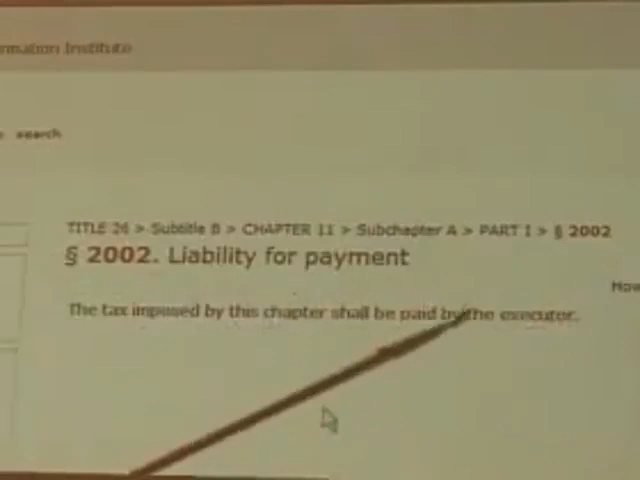 rmation Institute
search
TITLE 26 > Subtitle B > CHAPTER 11 > Subchapter A > PART I > § 2002
§ 2002. Liability for payment
How
The tax imposed by this chapter shall be paid by the executor.